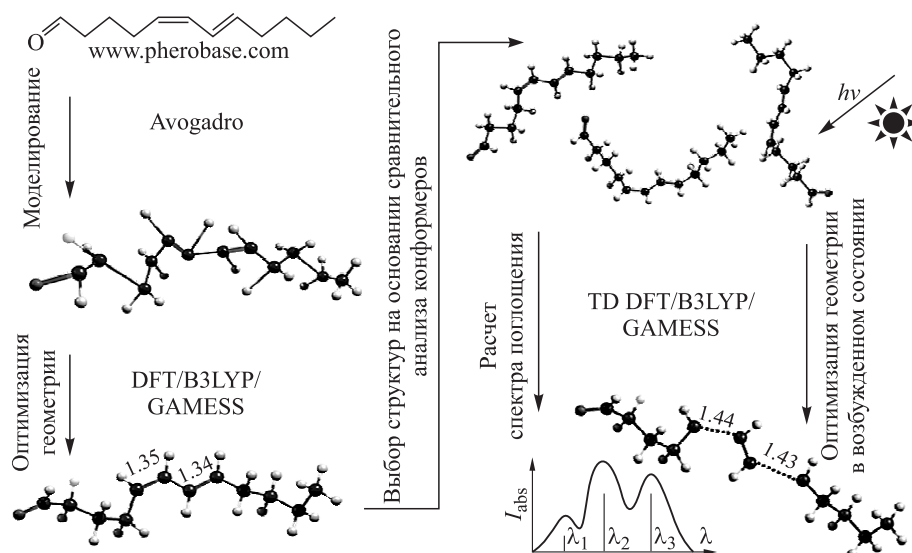 O
www.pherobase.com
Моделирование
Avogadro
Оптимизация
геометрии
DFT/B3LYP/
GAMESS
1.35
1.34
Выбор структур на основании сравнительного
анализа конформеров
hν
Расчет
спектра поглощения
TD DFT/B3LYP/
GAMESS
Оптимизация геометрии
в возбужденном состоянии
1.44
1.43
I abs
λ1
λ2
λ3
λ